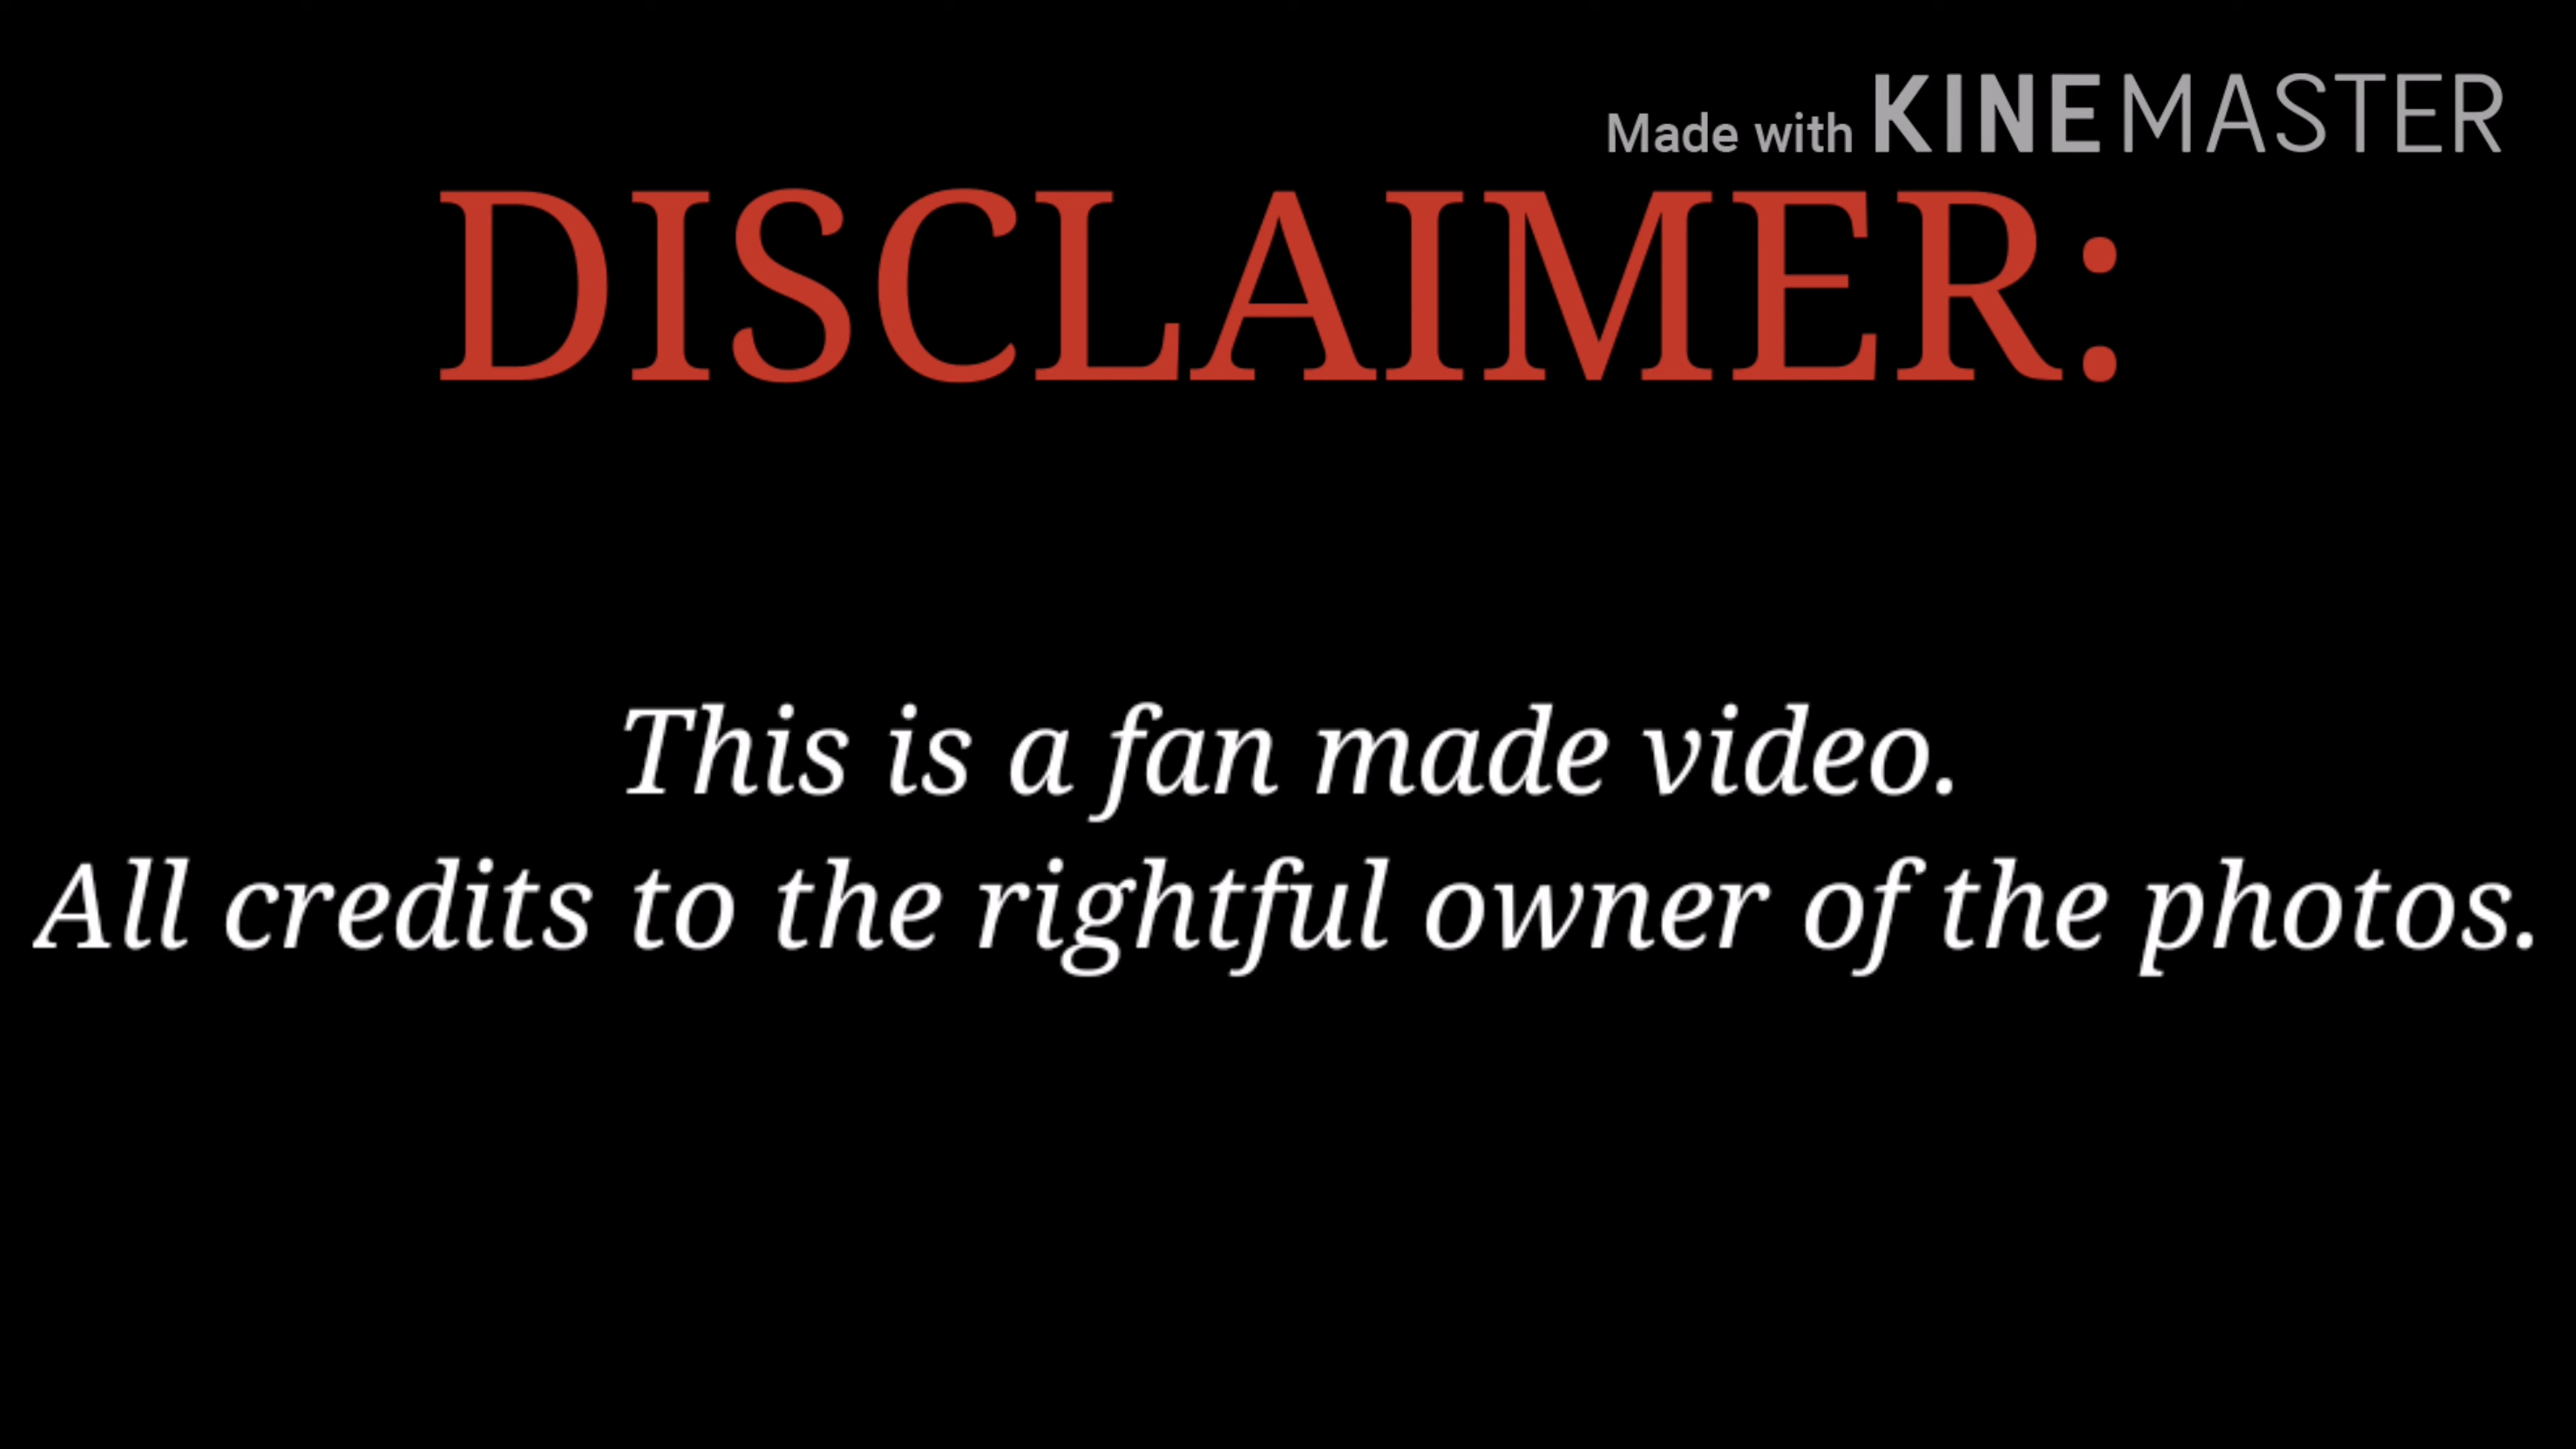 Made with KINEMASTER
DISCLAIMER:
This is a fan made video.
All credits to the rightful owner of the photos.